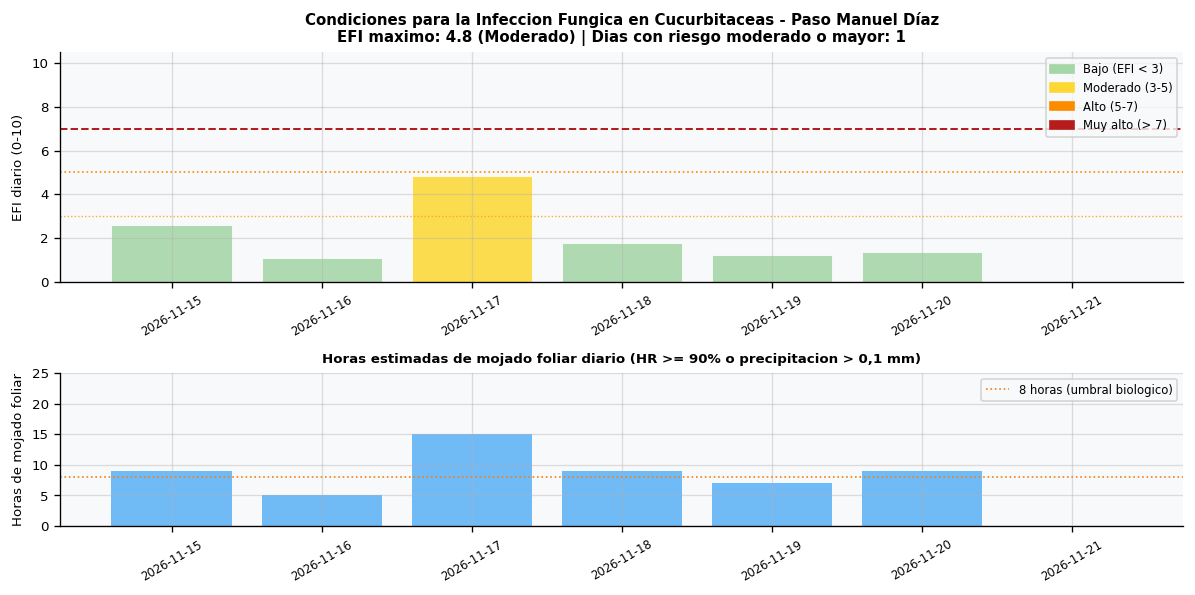 Condiciones para la Infeccion Fungica en Cucurbitaceas - Paso Manuel Díaz
EFI maximo: 4.8 (Moderado) | Dias con riesgo moderado o mayor: 1
EFI diario (0-10)
10
8
6
4
2
0
Bajo (EFI < 3)
Moderado (3-5)
Alto (5-7)
Muy alto (> 7)
2026-11-15
2026-11-16
2026-11-17
2026-11-18
2026-11-19
2026-11-20
2026-11-21
Horas estimadas de mojado foliar diario (HR >= 90% o precipitacion > 0,1 mm)
Horas de mojado foliar
25
20
15
10
5
0
8 horas (umbral biologico)
2026-11-15
2026-11-16
2026-11-17
2026-11-18
2026-11-19
2026-11-20
2026-11-21